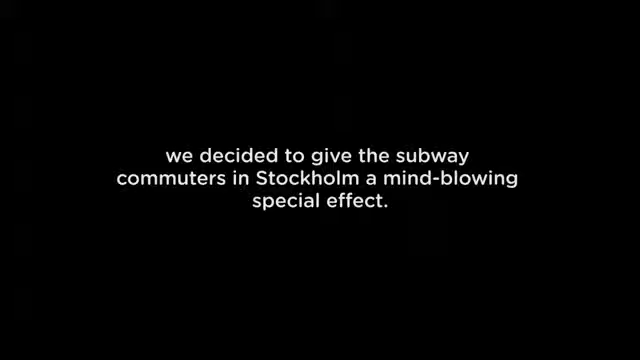 we decided to give the subway
commuters in Stockholm a mind-blowing
special effect.